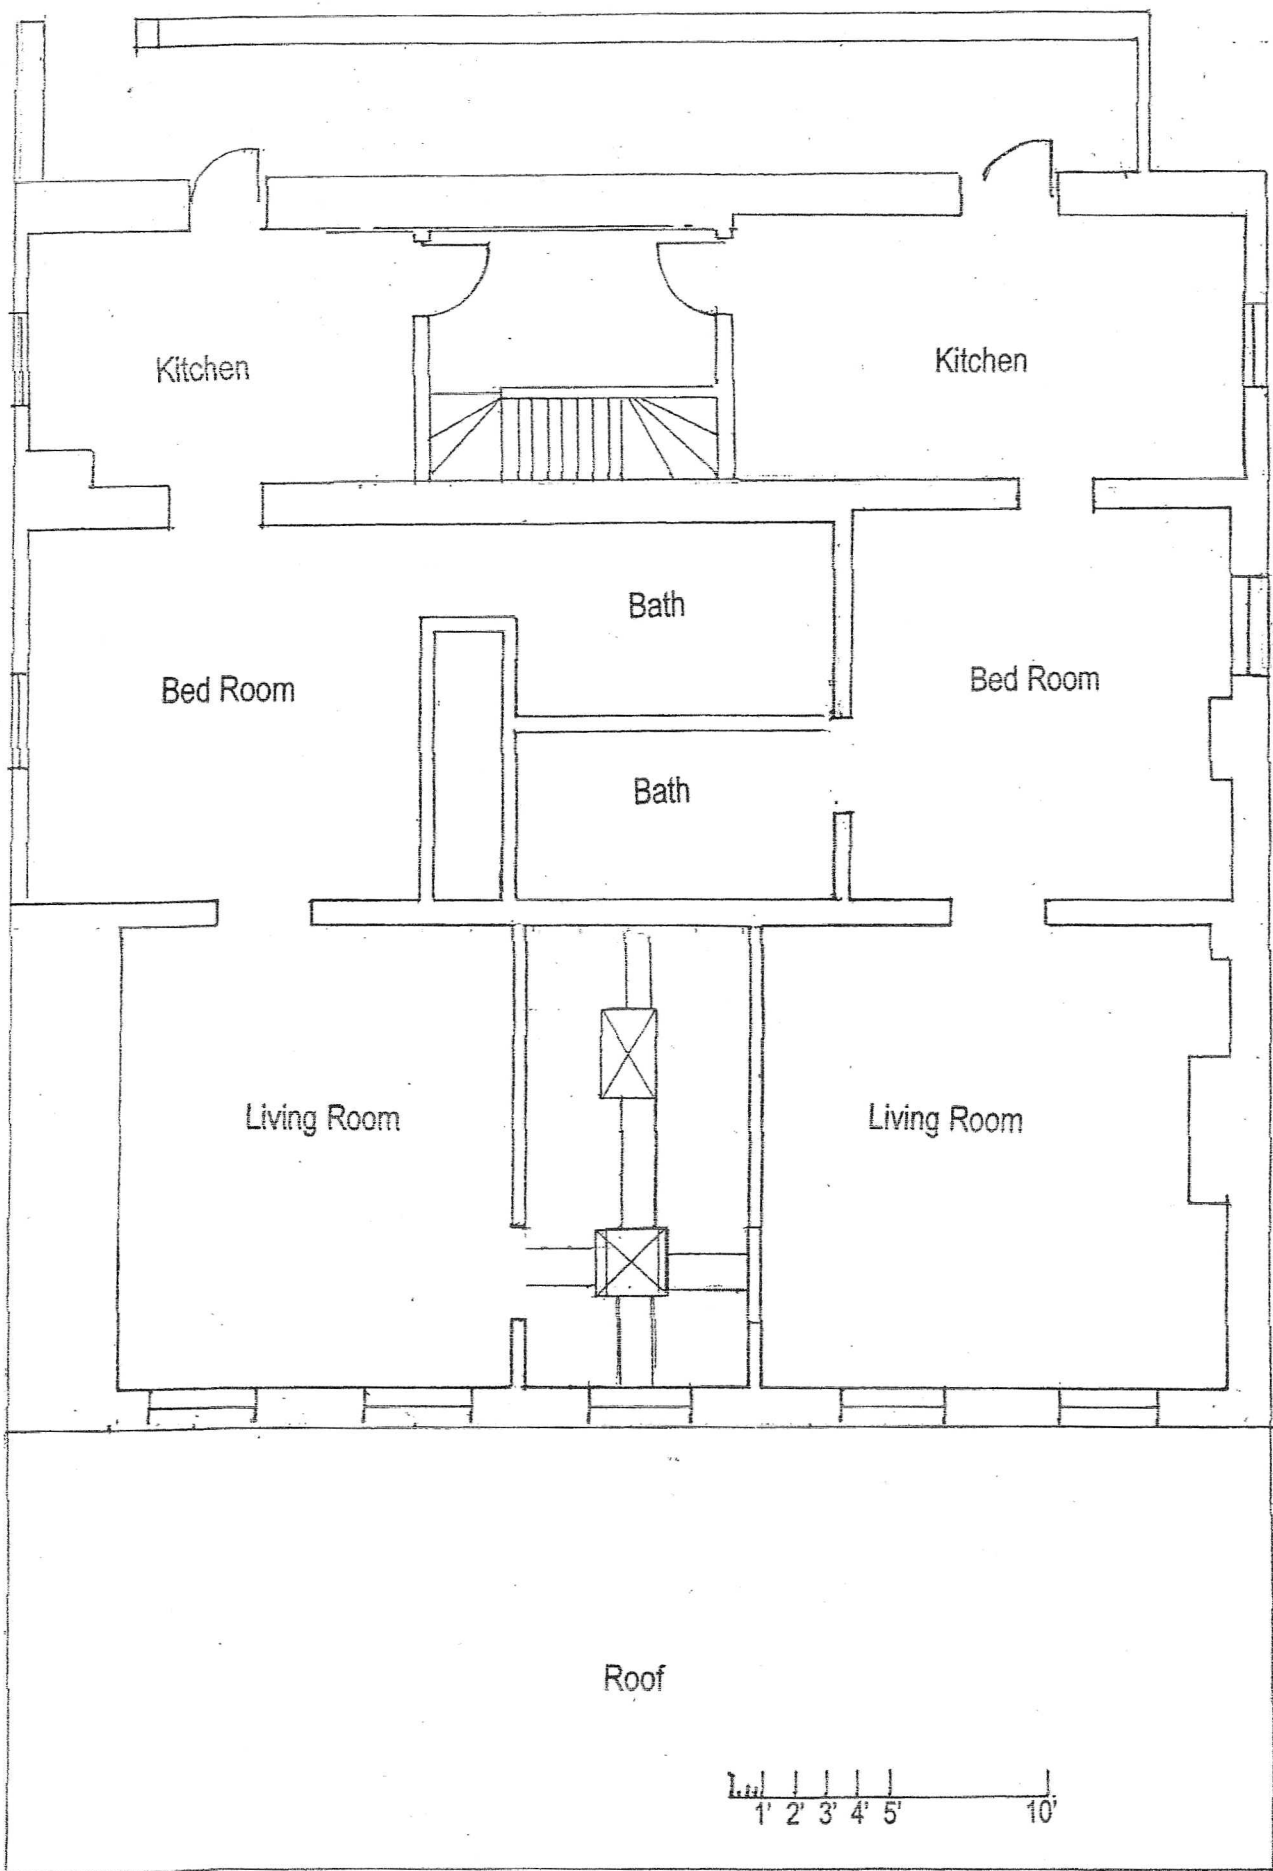 Kitchen
Kitchen
Bath
Bed Room
Bed Room
Bath
Living Room
Living Room
Roof
1' 2' 3' 4' 5' 10'